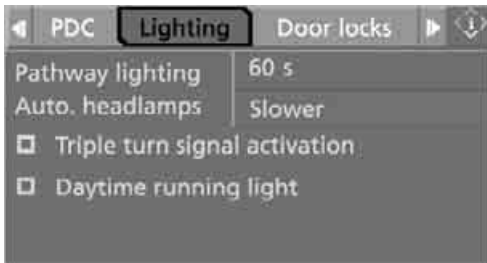 PDC Lighting Door locks i
Pathway lighting 60 s
Auto. headlamps Slower
Triple turn signal activation
Daytime running light